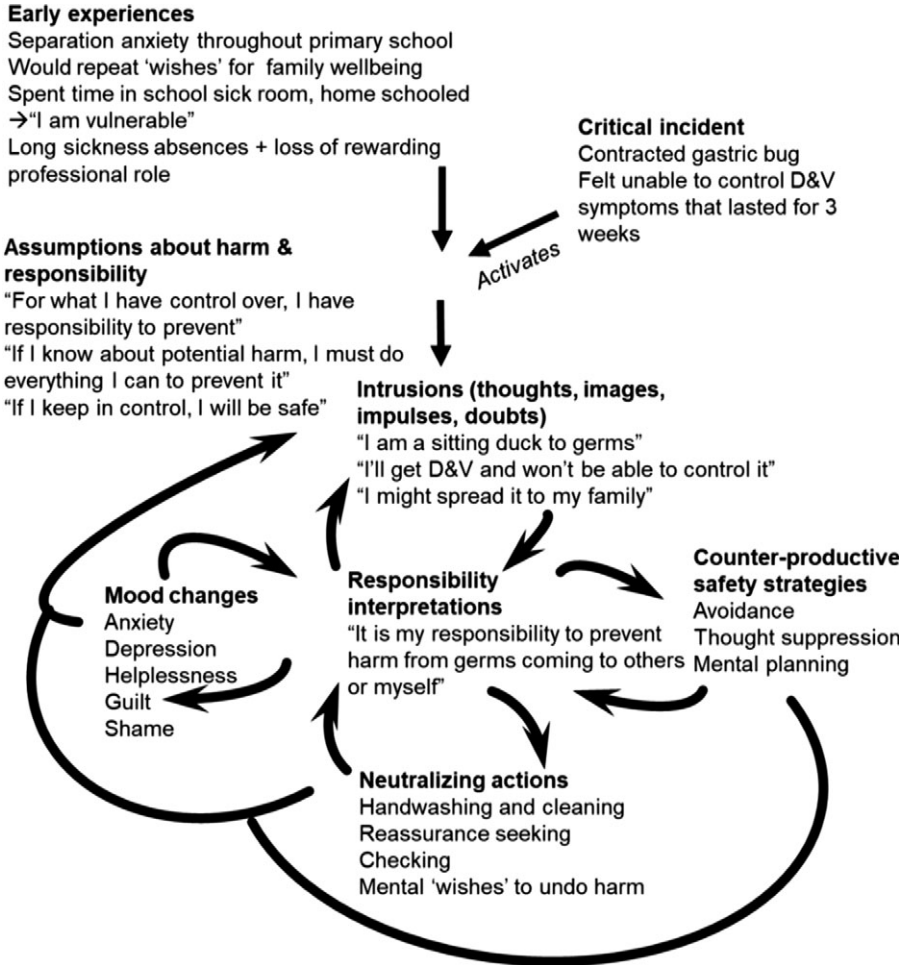 Early experiences
Separation anxiety throughout primary school
Would repeat ‘wishes’ for family wellbeing
Spent time in school sick room, home schooled
→“I am vulnerable”
Long sickness absences + loss of rewarding
professional role
Critical incident
Contracted gastric bug
Felt unable to control D&V
symptoms that lasted for 3
weeks
Activates
Assumptions about harm &
responsibility
“For what I have control over, I have
responsibility to prevent”
“If I know about potential harm, I must do
everything I can to prevent it”
“If I keep in control, I will be safe”
Intrusions (thoughts, images,
impulses, doubts)
“I am a sitting duck to germs”
“I’ll get D&V and won’t be able to control it”
“I might spread it to my family”
Mood changes
Anxiety
Depression
Helplessness
Guilt
Shame
Responsibility
interpretations
“It is my responsibility to prevent
harm from germs coming to others
or myself”
Counter-productive
safety strategies
Avoidance
Thought suppression
Mental planning
Neutralizing actions
Handwashing and cleaning
Reassurance seeking
Checking
Mental ‘wishes’ to undo harm